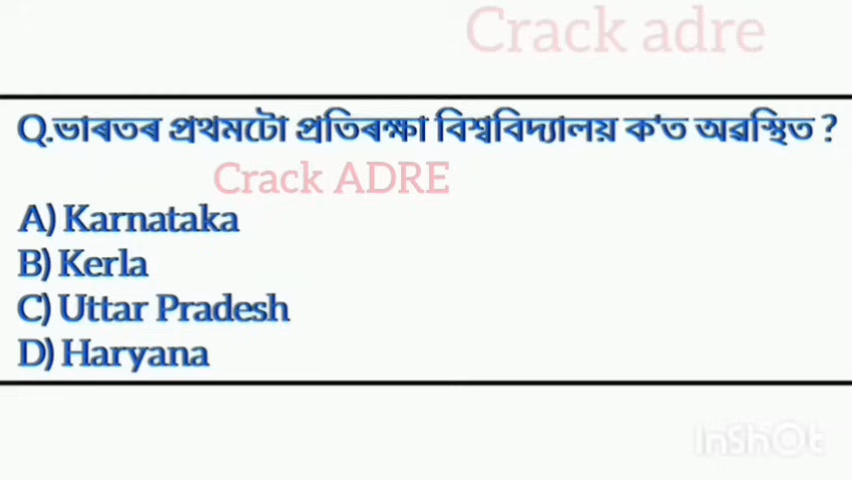 Crack adre
Q.ভাৰতৰ প্ৰথমটো প্ৰতিৰক্ষা বিশ্ববিদ্যালয় ক'ত অৱস্থিত ?
Crack ADRE
A) Karnataka
B) Kerla
C) Uttar Pradesh
D) Haryana
InShOt